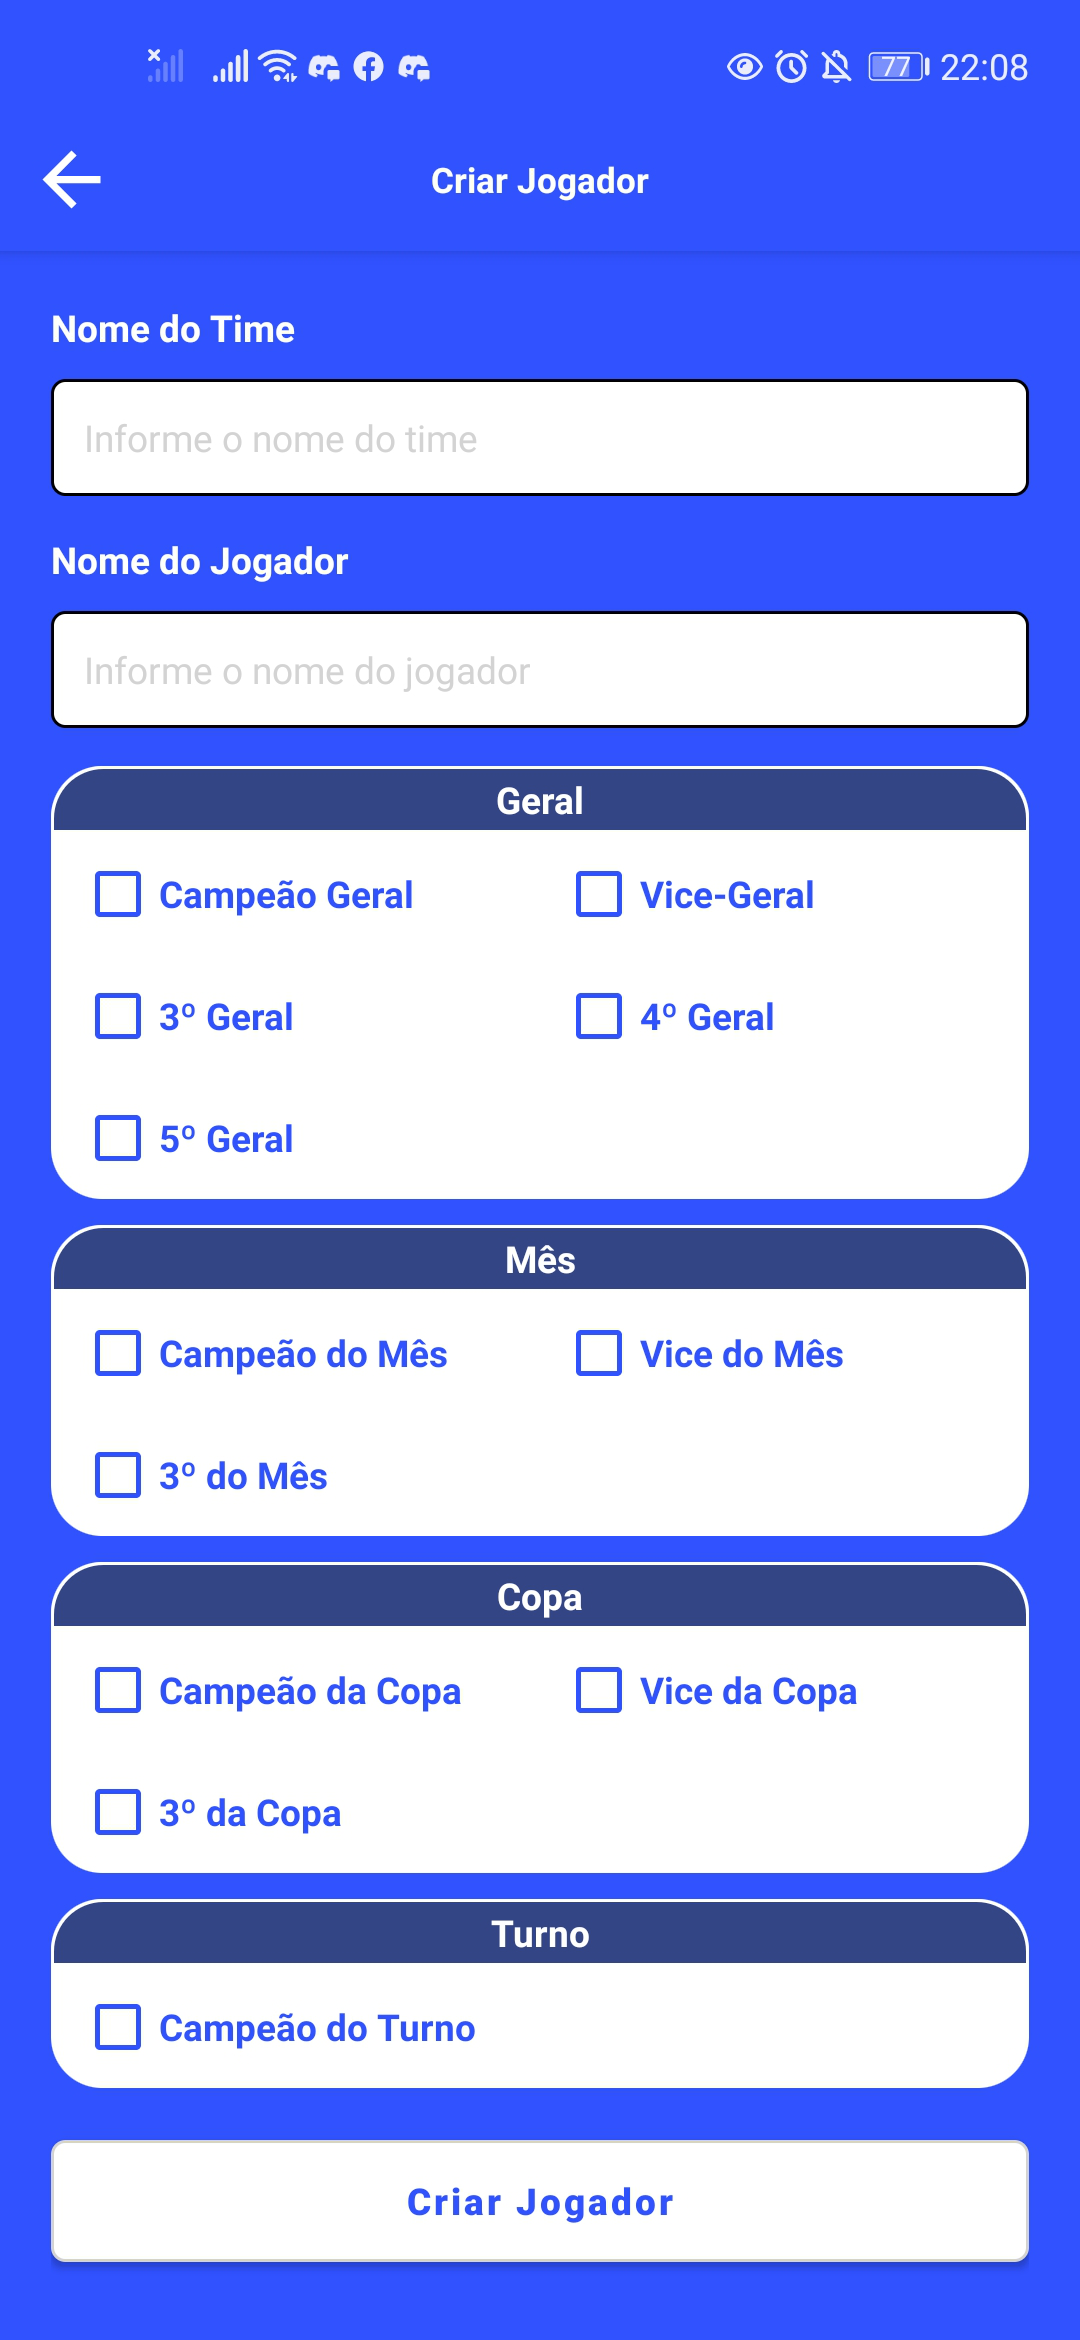 77 22:08
Criar Jogador
Nome do Time
Informe o nome do time
Nome do Jogador
Informe o nome do jogador
Geral
Campeão Geral Vice-Geral
3º Geral 4º Geral
5º Geral
Mês
Campeão do Mês Vice do Mês
3º do Mês
Copa
Campeão da Copa Vice da Copa
3º da Copa
Turno
Campeão do Turno
Criar Jogador